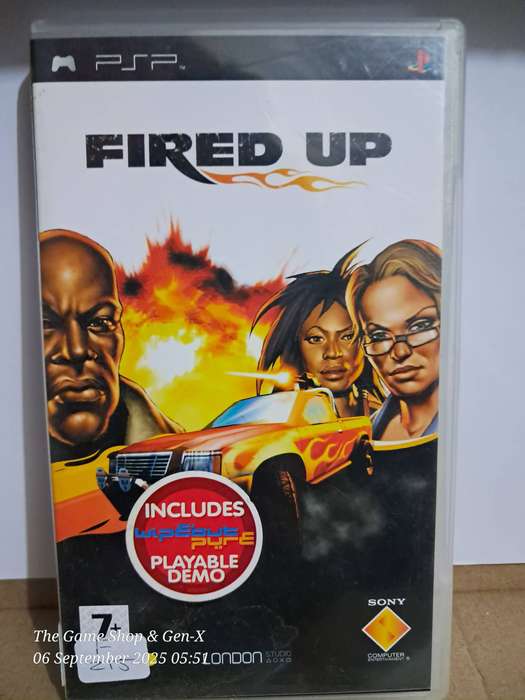 PSP
FIRED UP
INCLUDES
wipEout
pure
PLAYABLE
DEMO
7+
SONY
COMPUTER
ENTERTAINMENT
LONDON STUDIO
The Game Shop & Gen-X
06 September 2025 05:51